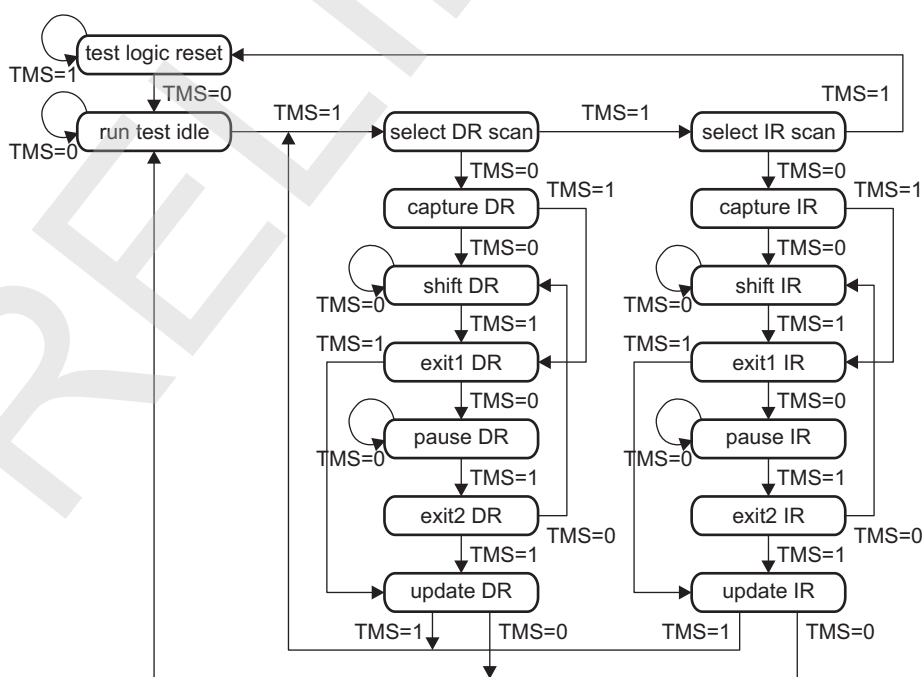 test logic reset
TMS=1
TMS=0
TMS=1
run test idle
TMS=1
select DR scan
TMS=1
select IR scan
TMS=0
TMS=0
TMS=0
capture DR
TMS=1
capture IR
TMS=1
TMS=0
TMS=0
shift DR
shift IR
TMS=0
TMS=0
TMS=1
TMS=1
TMS=1
exit1 DR
TMS=1
exit1 IR
TMS=0
TMS=0
pause DR
pause IR
TMS=0
TMS=0
TMS=1
TMS=1
exit2 DR
exit2 IR
TMS=0
TMS=0
TMS=1
TMS=1
update DR
update IR
TMS=1
TMS=0
TMS=1
TMS=0